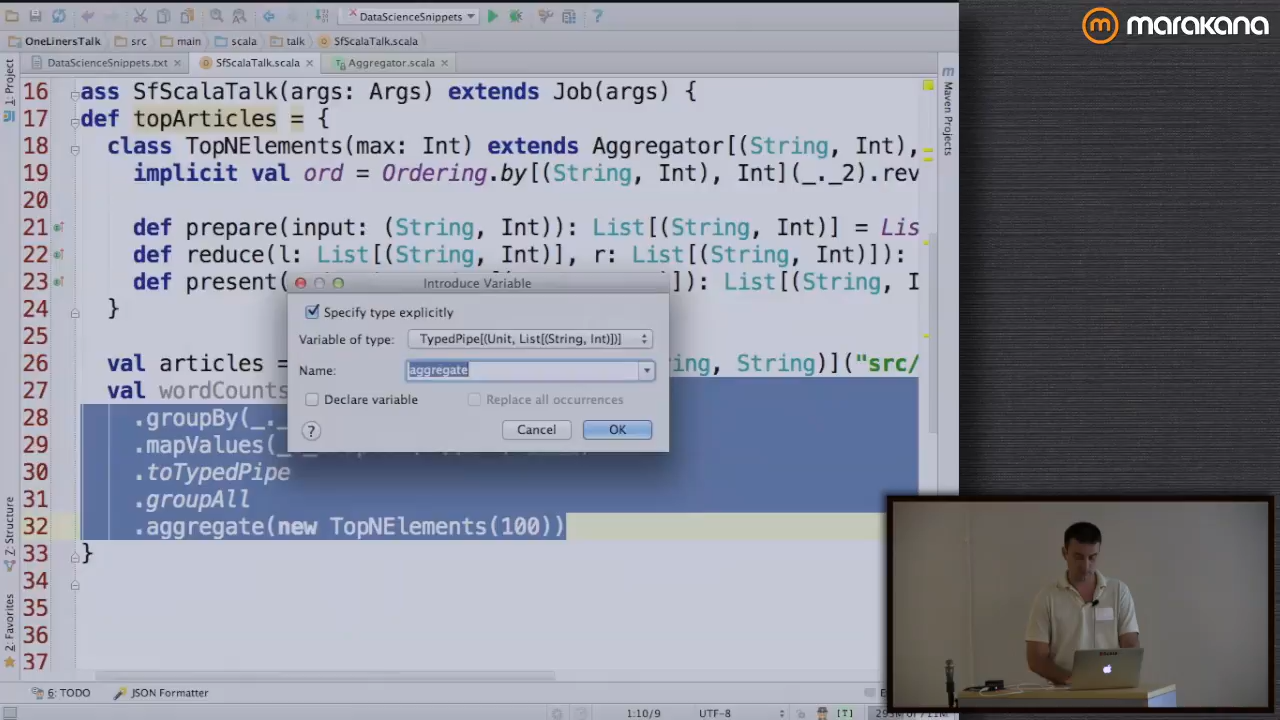 DataScienceSnippets
marakana
OneLinersTalk src main scala talk SfScalaTalk.scala
DataScienceSnippets.txt SfScalaTalk.scala Aggregator.scala
1: Project
Maven Projects
16 ass SfScalaTalk(args: Args) extends Job(args) {
17 def topArticles = {
18 class TopNElements(max: Int) extends Aggregator[(String, Int),
19 implicit val ord = Ordering.by[(String, Int), Int](_._2).rev
20
21 def prepare(input: (String, Int)): List[(String, Int)] = Lis
22 def reduce(l: List[(String, Int)], r: List[(String, Int)]):
23 def present( ]): List[(String, I
24 }
25
26 val articles = ng, String)]("src/
27 val wordCounts
28 .groupBy(_._
29 .mapValues(
30 .toTypedPipe
31 .groupAll
32 .aggregate(new TopNElements(100))
33 }
34
35
36
37
Introduce Variable
Specify type explicitly
Variable of type: TypedPipe[(Unit, List[(String, Int)])]
Name: aggregate
Declare variable Replace all occurrences
? Cancel OK
Z: Structure
2: Favorites
6: TODO JSON Formatter
1:10/9 UTF-8 [T]